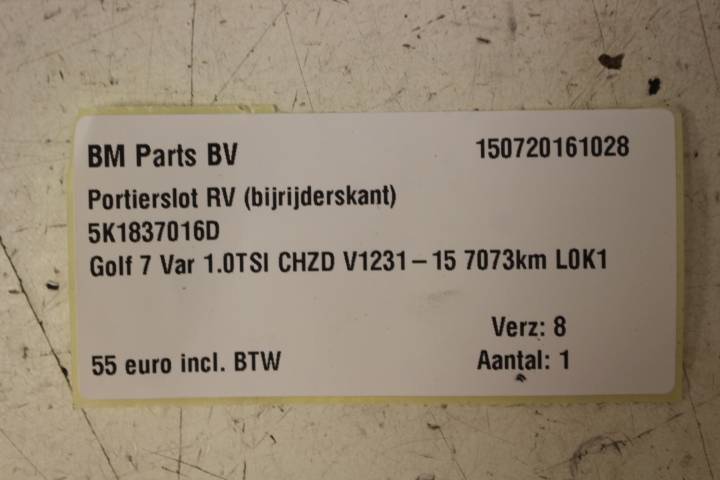 BM Parts BV 150720161028
Portierslot RV (bijrijderskant)
5K1837016D
Golf 7 Var 1.0TSI CHZD V1231-15 7073km L0K1
Verz: 8
55 euro incl. BTW Aantal: 1